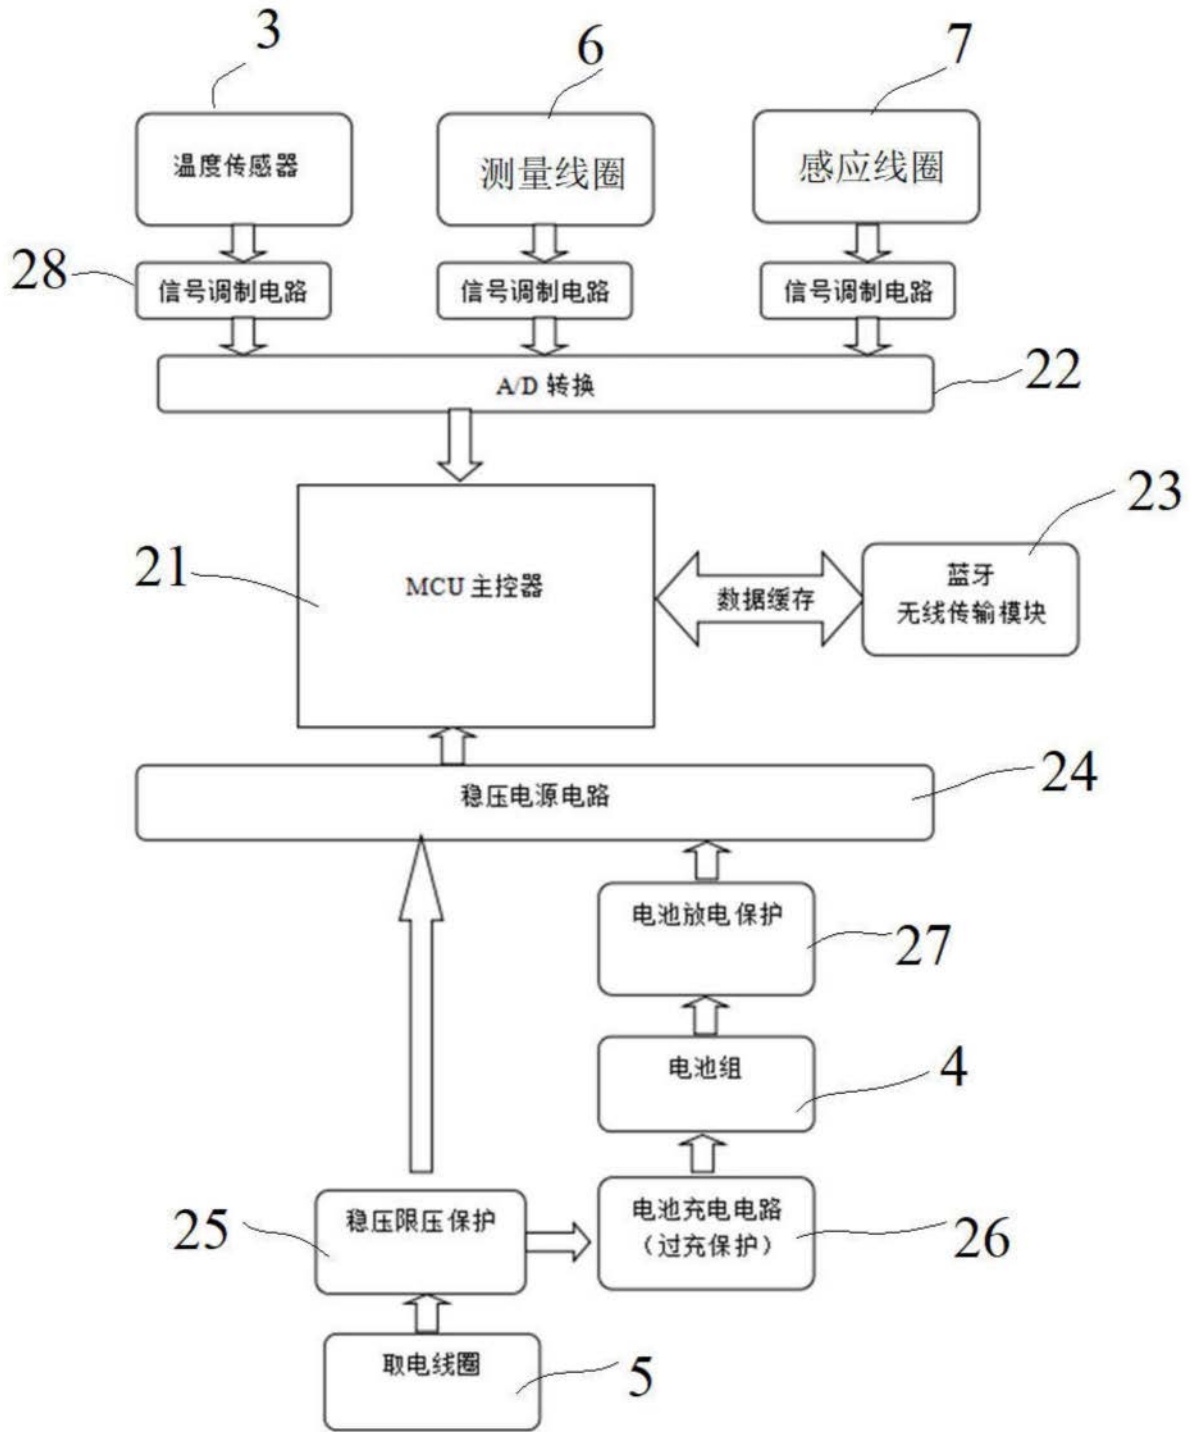 3
6
7
温度传感器
测量线圈
感应线圈
28
信号调制电路
信号调制电路
信号调制电路
A/D 转换
22
23
21
MCU 主控器
数据缓存
蓝牙
无线传输模块
24
稳压电源电路
电池放电保护
27
电池组
4
25
稳压限压保护
电池充电电路
（过充保护）
26
取电线圈
5